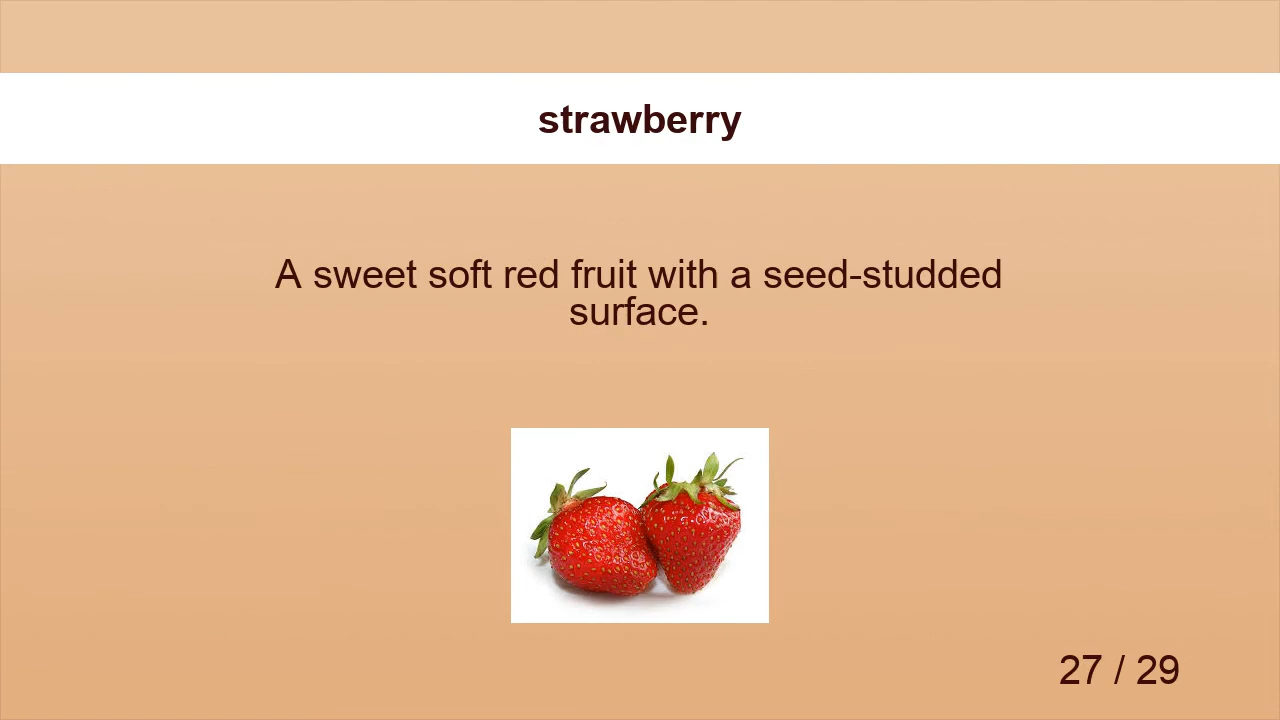 strawberry
A sweet soft red fruit with a seed-studded
surface.
27 / 29